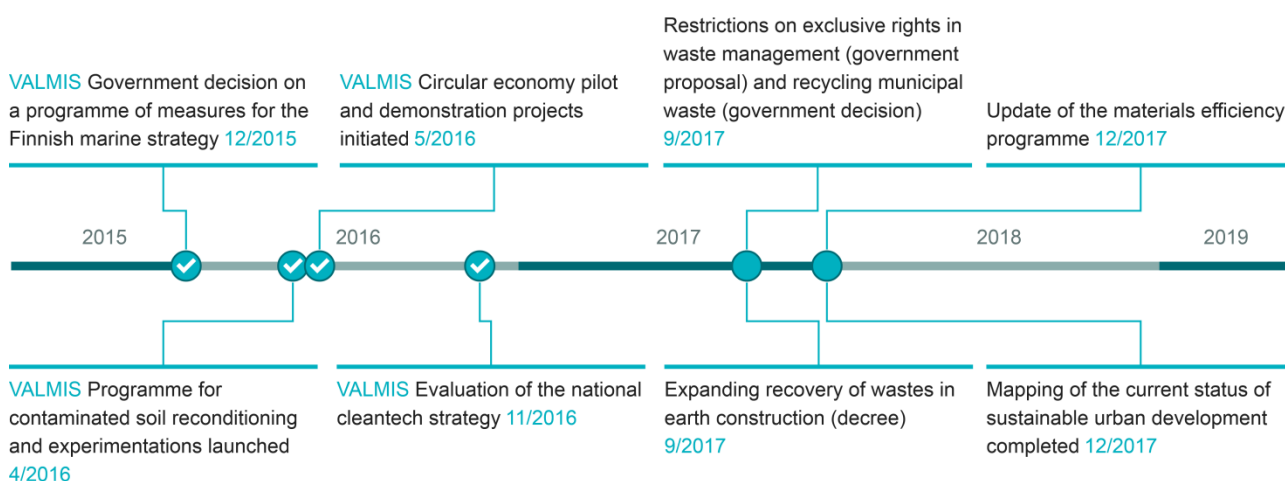 VALMIS Government decision on
a programme of measures for the
Finnish marine strategy 12/2015
VALMIS Circular economy pilot
and demonstration projects
initiated 5/2016
Restrictions on exclusive rights in
waste management (government
proposal) and recycling municipal
waste (government decision)
9/2017
Update of the materials efficiency
programme 12/2017
2015
2016
2017
2018
2019
VALMIS Programme for
contaminated soil reconditioning
and experimentations launched
4/2016
VALMIS Evaluation of the national
cleantech strategy 11/2016
Expanding recovery of wastes in
earth construction (decree)
9/2017
Mapping of the current status of
sustainable urban development
completed 12/2017